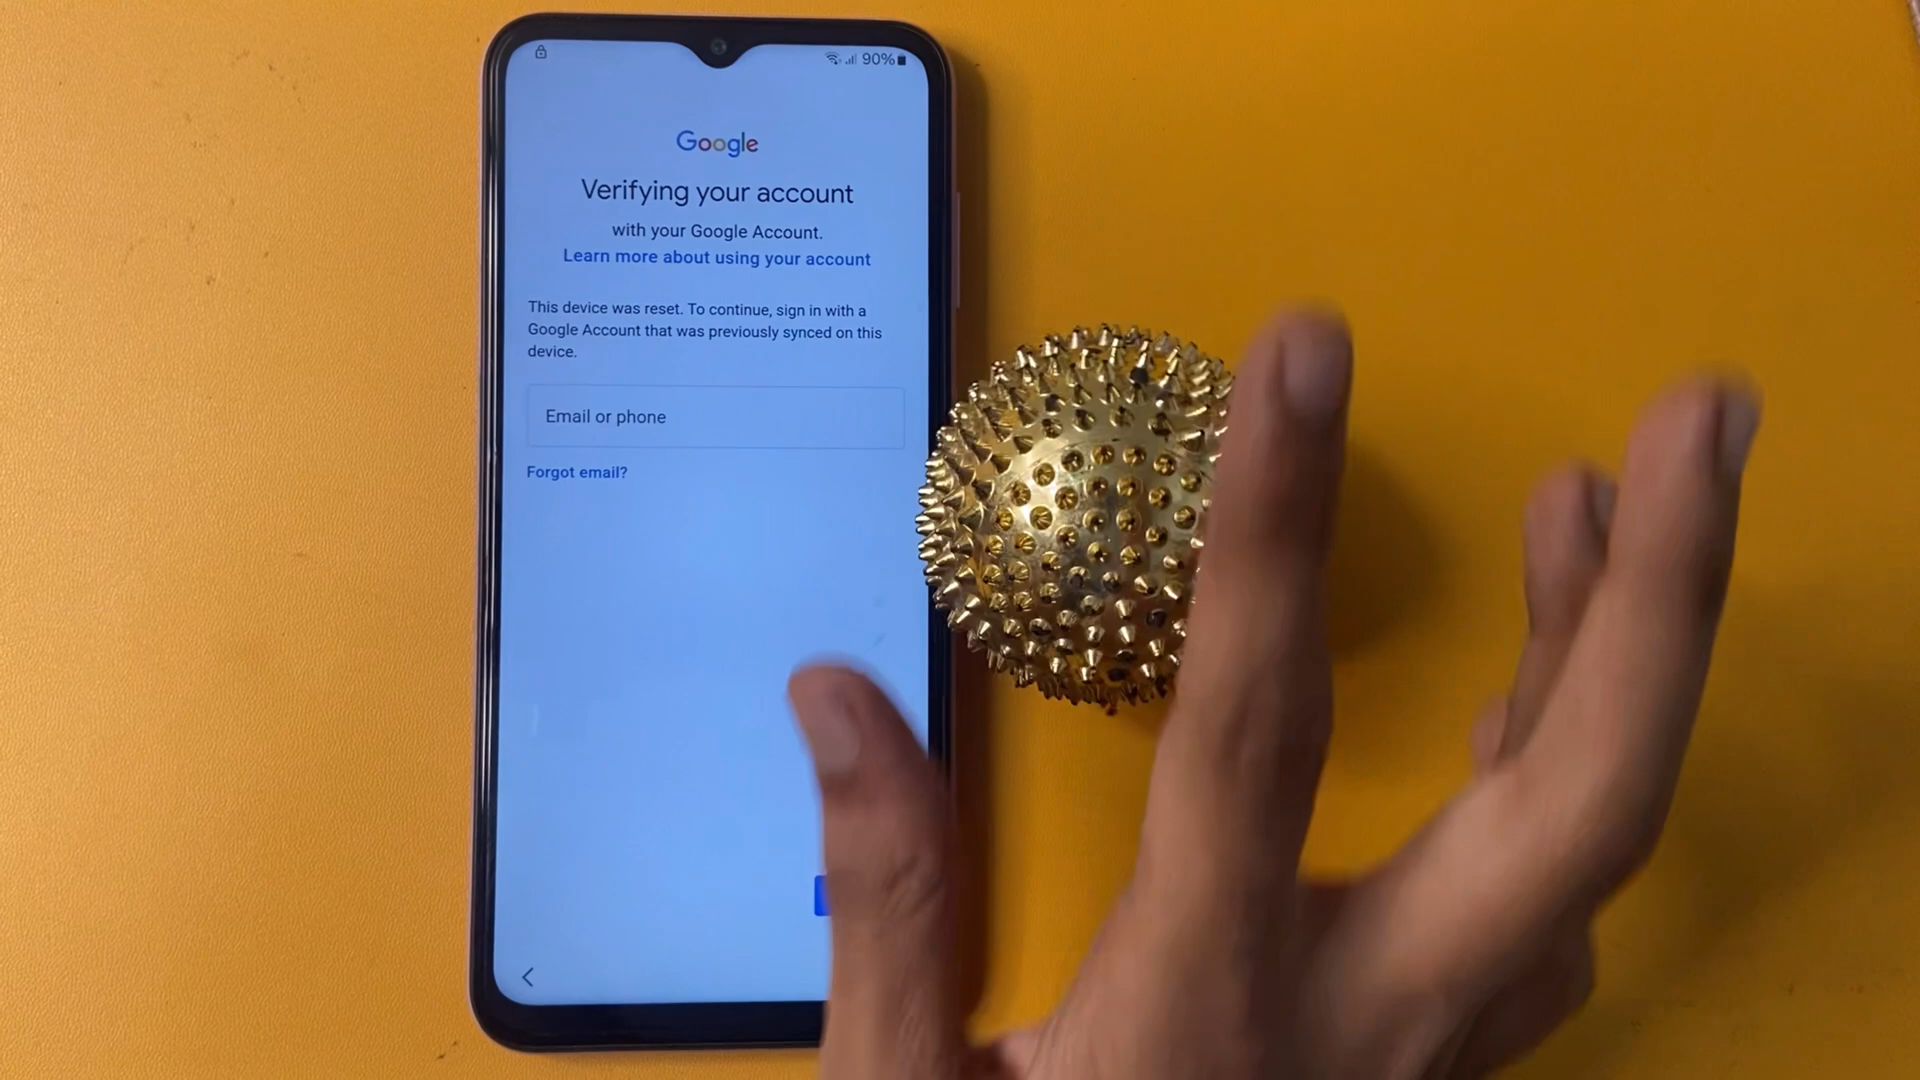 90%
Google
Verifying your account
with your Google Account.
Learn more about using your account
This device was reset. To continue, sign in with a
Google Account that was previously synced on this
device.
Email or phone
Forgot email?